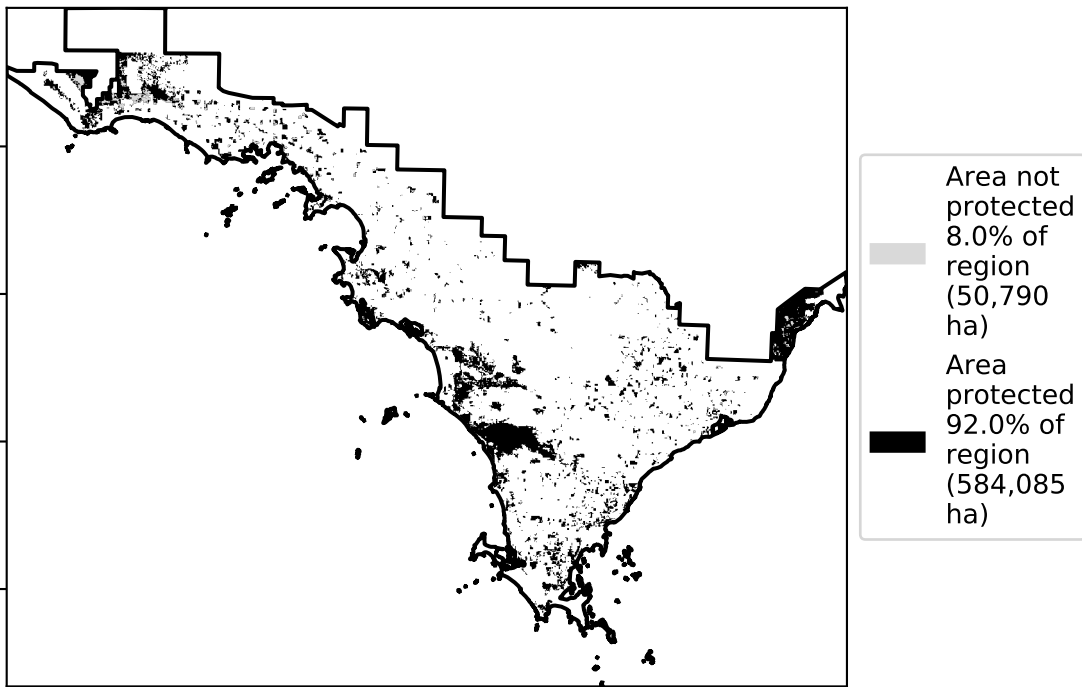 Area not
protected
8.0% of
region
(50,790
ha)
Area
protected
92.0% of
region
(584,085
ha)